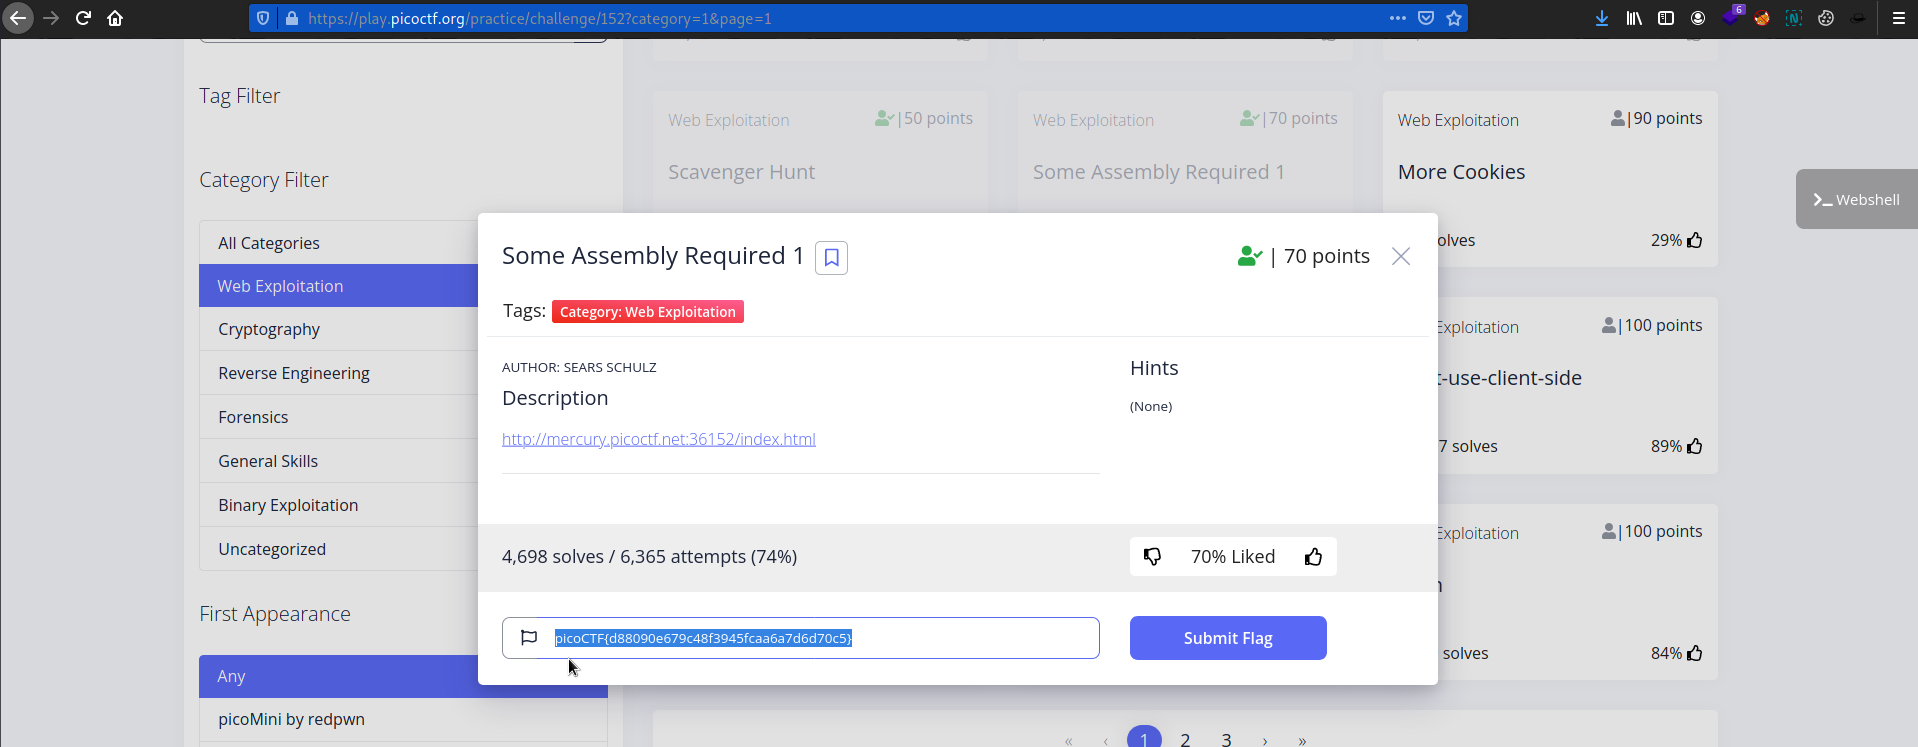 https://play.picoctf.org/practice/challenge/152?category=1&page=1
6
Tag Filter
Category Filter
All Categories
Web Exploitation
Cryptography
Reverse Engineering
Forensics
General Skills
Binary Exploitation
Uncategorized
First Appearance
Any
picoMini by redpwn
Web Exploitation |50 points
Scavenger Hunt
Web Exploitation |70 points
Some Assembly Required 1
Web Exploitation |90 points
More Cookies
olves 29%
Webshell
Some Assembly Required 1 | 70 points
Tags: Category: Web Exploitation
AUTHOR: SEARS SCHULZ
Description
http://mercury.picoctf.net:36152/index.html
Hints
(None)
4,698 solves / 6,365 attempts (74%)
70% Liked
picoCTF{d88090e679c48f3945fcaa6a7d6d70c5}
Submit Flag
Exploitation |100 points
t-use-client-side
7 solves 89%
Exploitation |100 points
n
solves 84%
« ‹ 1 2 3 › »